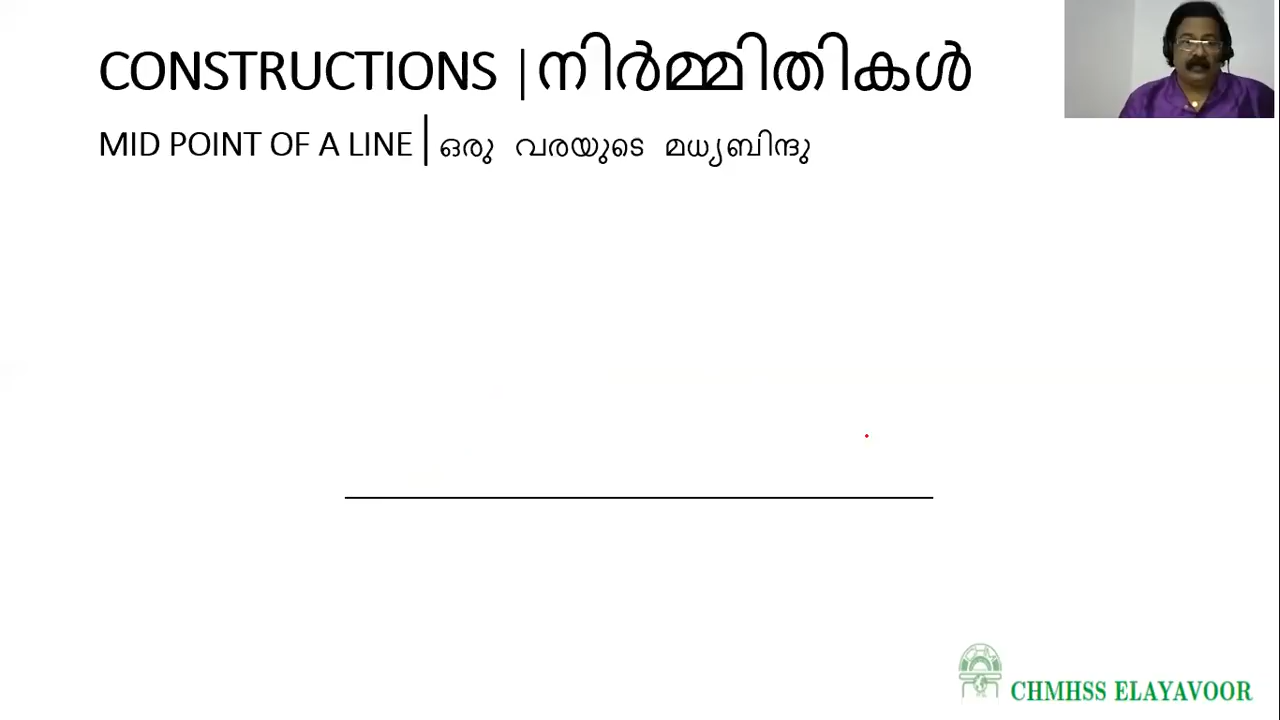 CONSTRUCTIONS | നിർമ്മിതികൾ
MID POINT OF A LINE | ഒരു വരയുടെ മധ്യബിന്ദു
CHMHSS ELAYAVOOR